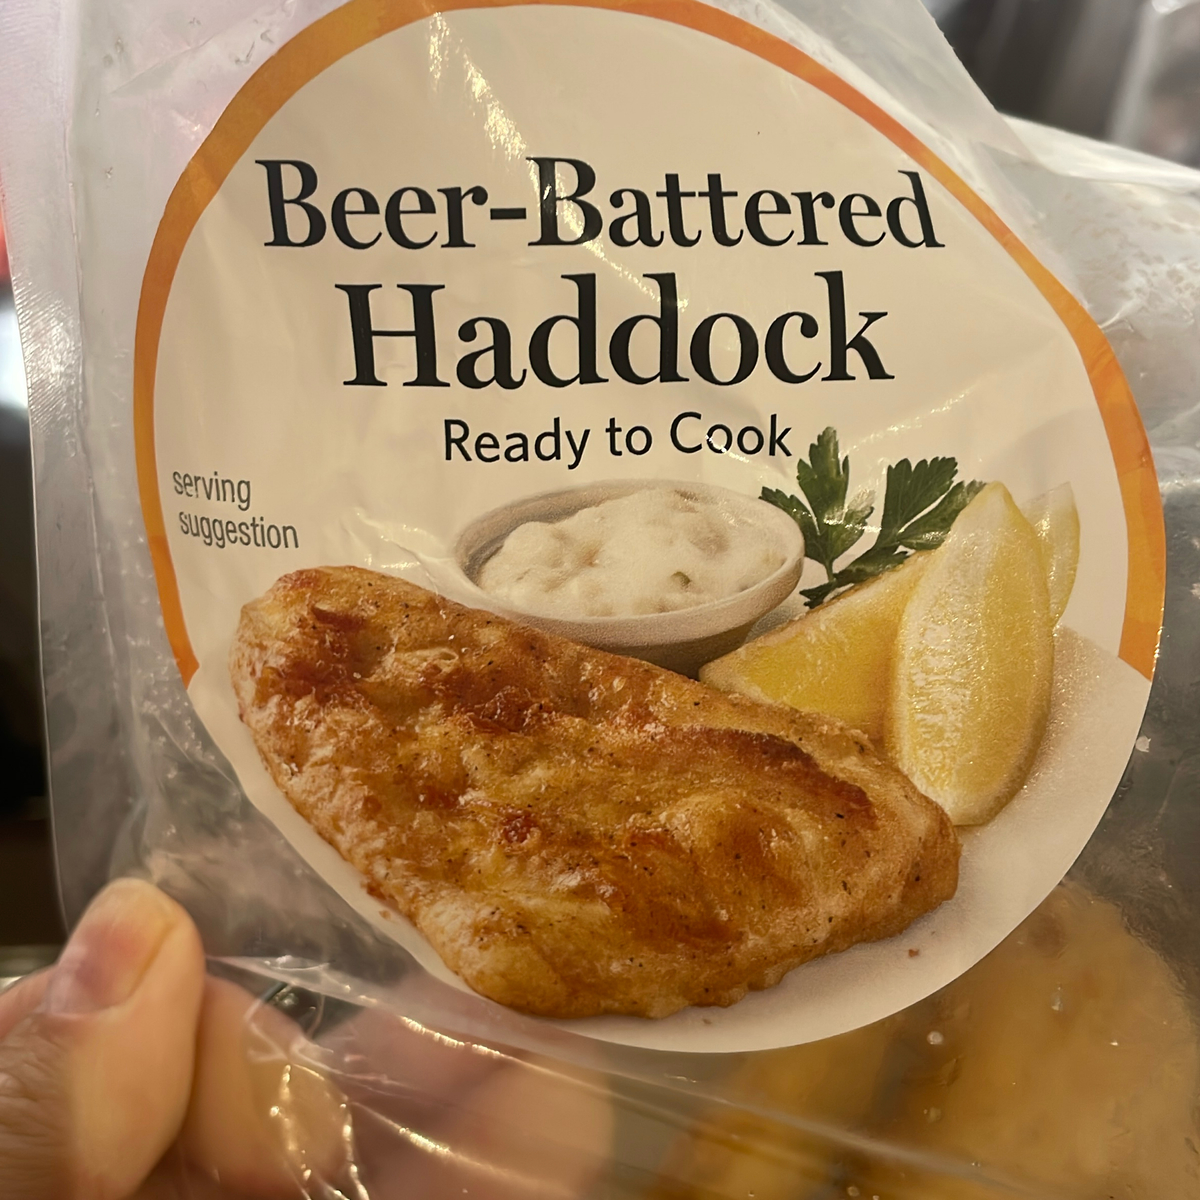 Beer-Battered
Haddock
Ready to Cook
serving
suggestion